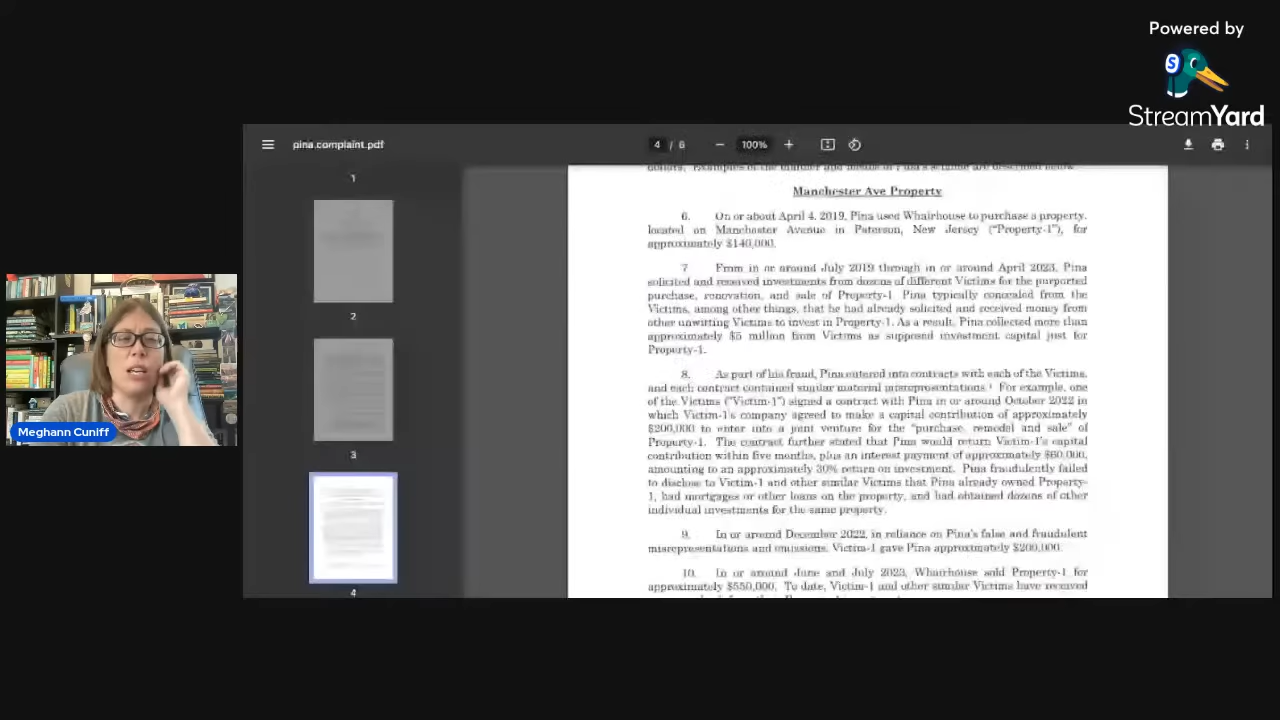 Powered by
StreamYard
pina.complaint.pdf
4 / 6
100%
1
2
3
4
Meghann Cuniff
Manchester Ave Property
6. On or about April 4, 2019, Pina used Whairhouse to purchase a property,
located on Manchester Avenue in Paterson, New Jersey (“Property-1”), for
approximately $140,000.
7 From in or around July 2019 through in or around April 2023, Pina
solicited and received investments from dozens of different Victims for the purported
purchase, renovation, and sale of Property-1 Pina typically concealed from the
Victims, among other things, that he had already solicited and received money from
other unwitting Victims to invest in Property-1. As a result, Pina collected more than
approximately $5 million from Victims as supposed investment capital just for
Property-1.
8. As part of his fraud, Pina entered into contracts with each of the Victims,
and each contract contained similar material misrepresentations.¹ For example, one
of the Victims (“Victim-1”) signed a contract with Pina in or around October 2022 in
which Victim-1's company agreed to make a capital contribution of approximately
$200,000 to enter into a joint venture for the “purchase, remodel and sale” of
Property-1. The contract further stated that Pina would return Victim-1's capital
contribution within five months, plus an interest payment of approximately $60,000,
amounting to an approximately 30% return on investment. Pina fraudulently failed
to disclose to Victim-1 and other similar Victims that Pina already owned Property-
1, had mortgages or other loans on the property, and had obtained dozens of other
individual investments for the same property.
9. In or around December 2022, in reliance on Pina's false and fraudulent
misrepresentations and omissions, Victim-1 gave Pina approximately $200,000.
10. In or around June and July 2023, Whairhouse sold Property-1 for
approximately $550,000. To date, Victim-1 and other similar Victims have received